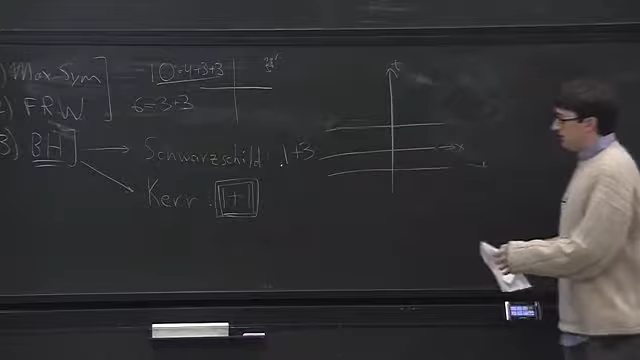 1) Max Sym 10=4+3+3
2) FRW 6=3+3
3) BH → Schwarzschild: 1+3
Kerr: 1+1
t
x